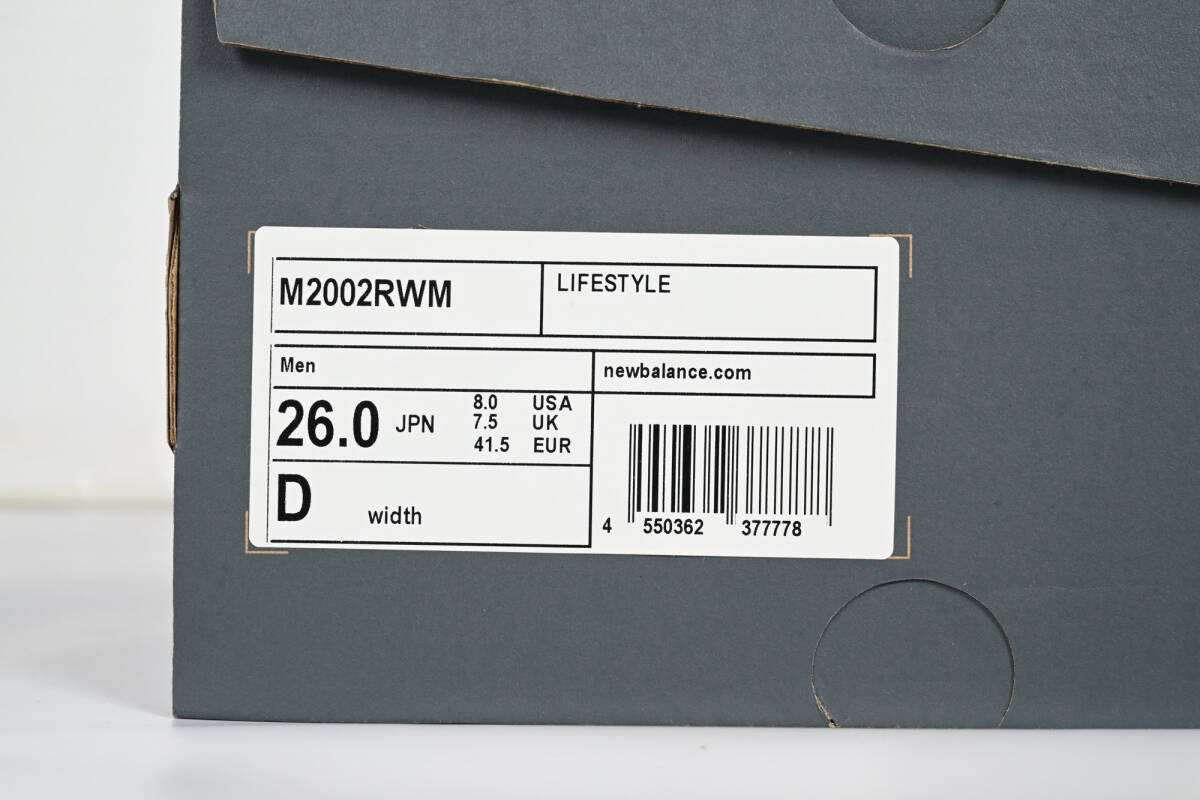 M2002RWM
LIFESTYLE
Men
newbalance.com
26.0 JPN
8.0 USA
7.5 UK
41.5 EUR
D width
4 550362 377778